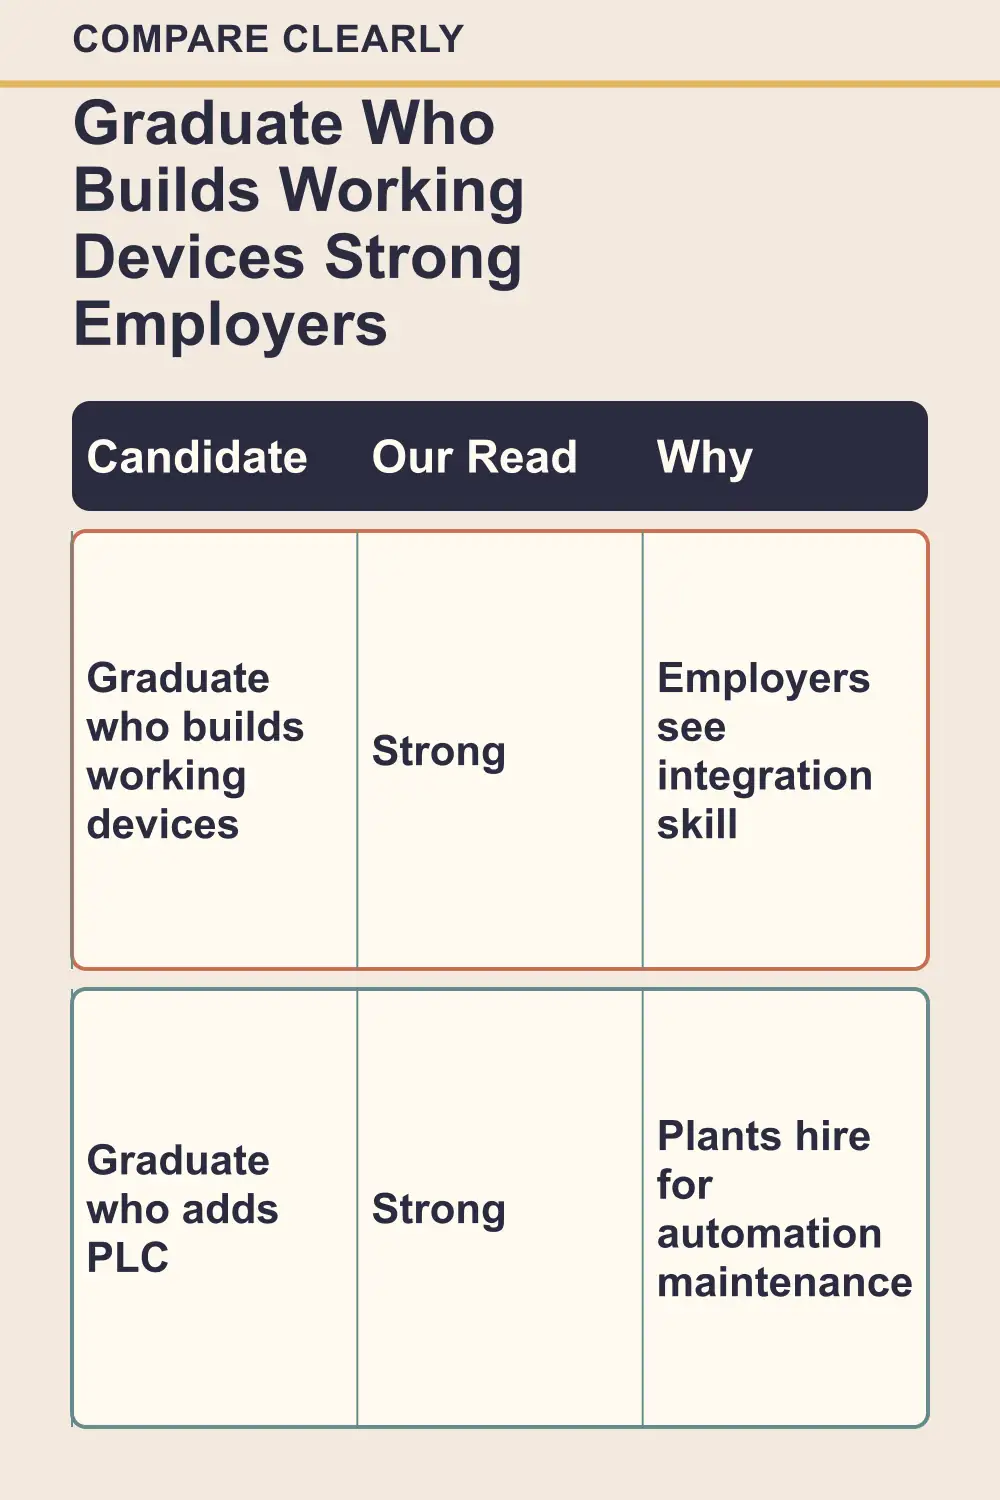 COMPARE CLEARLY
Graduate Who
Builds Working
Devices Strong
Employers
Candidate Our Read Why
Graduate
who builds
working
devices
Strong
Employers
see
integration
skill
Graduate
who adds
PLC
Strong
Plants hire
for
automation
maintenance